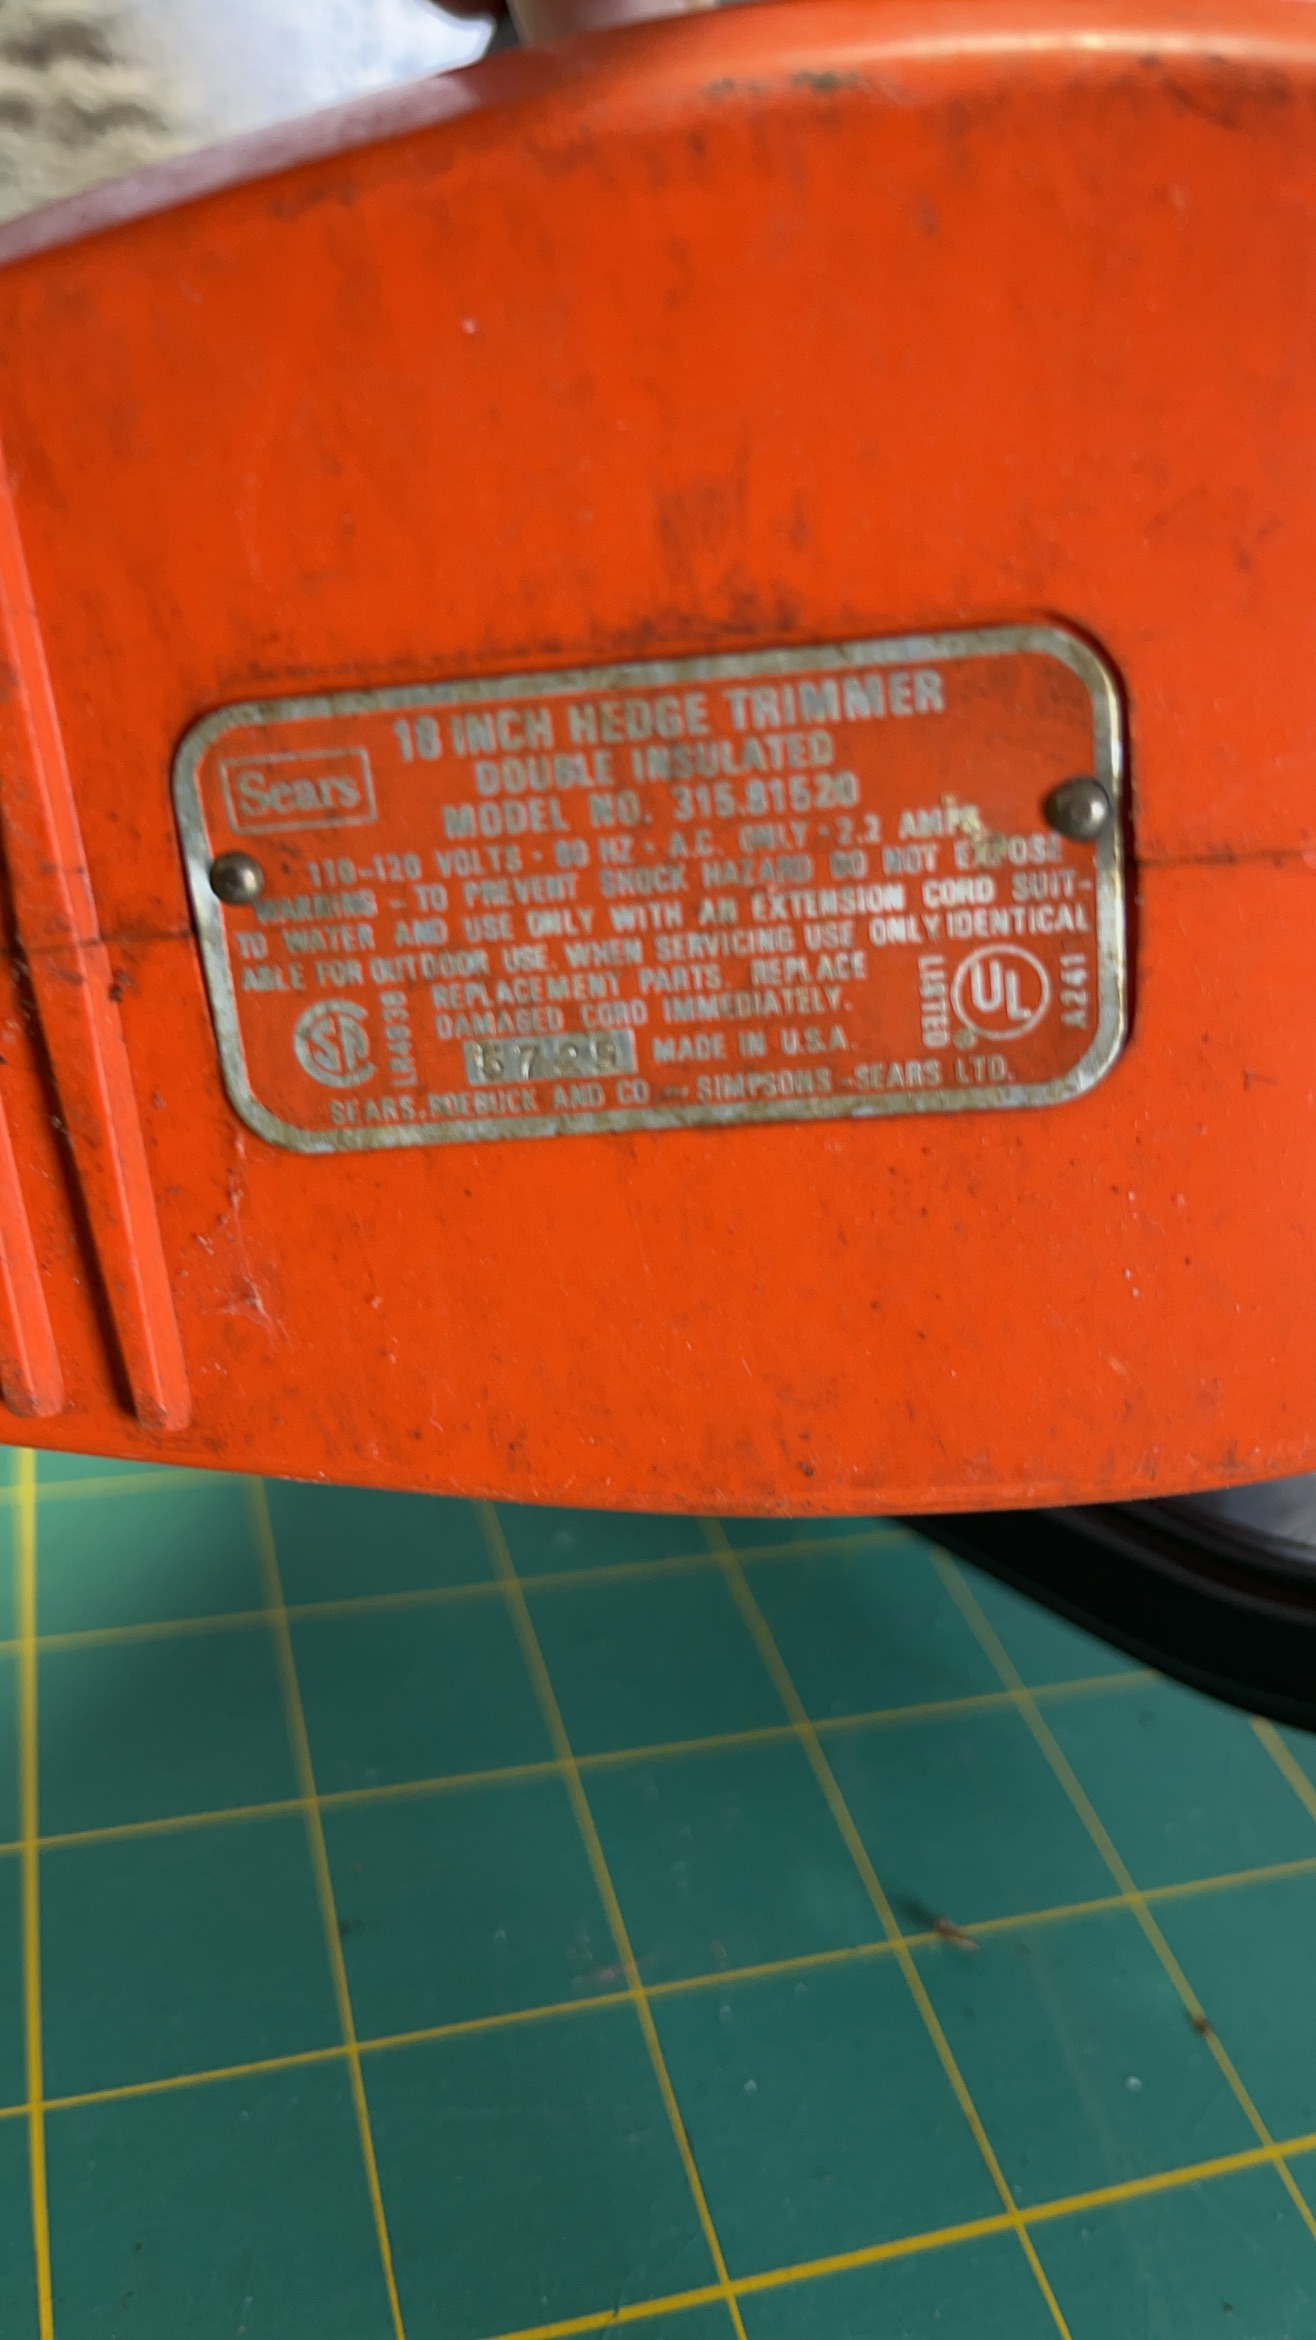 18 INCH HEDGE TRIMMER
Sears
DOUBLE INSULATED
MODEL NO. 315.81520
110-120 VOLTS · 60 HZ · A.C. ONLY · 2.2 AMPS
WARNING - TO PREVENT SHOCK HAZARD DO NOT EXPOSE
TO WATER AND USE ONLY WITH AN EXTENSION CORD SUIT-
ABLE FOR OUTDOOR USE. WHEN SERVICING USE ONLY IDENTICAL
REPLACEMENT PARTS. REPLACE
DAMAGED CORD IMMEDIATELY.
LR4930
UL
LISTED
A241
MADE IN U.S.A.
SEARS, ROEBUCK AND CO - SIMPSONS-SEARS LTD.